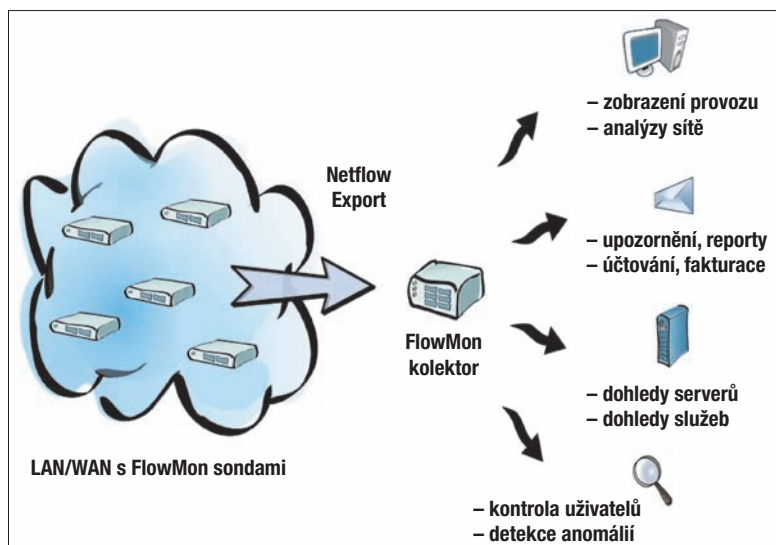 – zobrazení provozu
– analýzy sítě
Netflow
Export
– upozornění, reporty
– účtování, fakturace
FlowMon
kolektor
– dohledy serverů
– dohledy služeb
LAN/WAN s FlowMon sondami
– kontrola uživatelů
– detekce anomálií